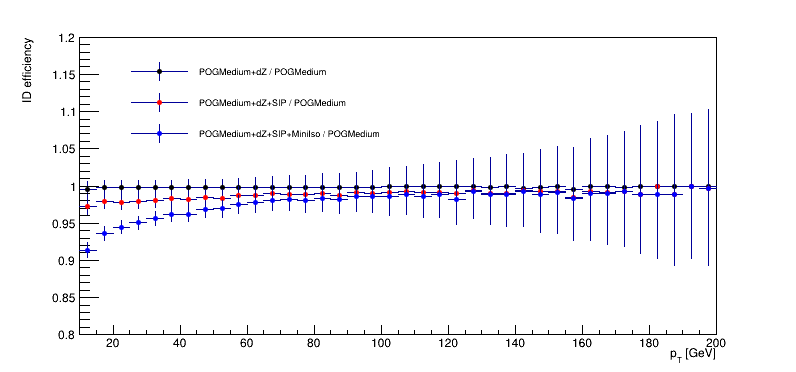 ID efficiency
1.2
1.15
1.1
1.05
1
0.95
0.9
0.85
0.8
POGMedium+dZ / POGMedium
POGMedium+dZ+SIP / POGMedium
POGMedium+dZ+SIP+MiniIso / POGMedium
20 40 60 80 100 120 140 160 180 200
pT [GeV]